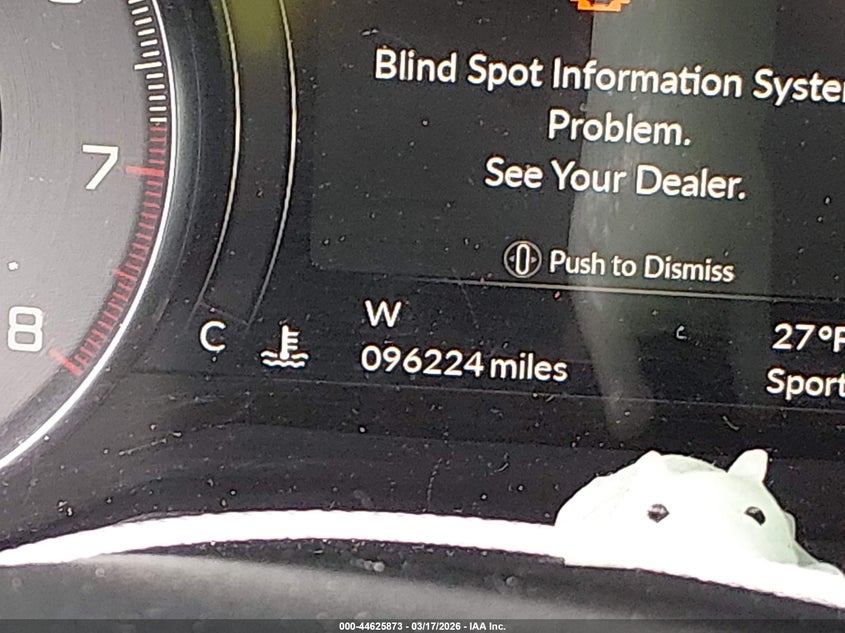 Blind Spot Information Syste
Problem.
See Your Dealer.
Push to Dismiss
7
8
C
W
096224 miles
27°F
Sport
000-44625873 - 03/17/2026 - IAA Inc.